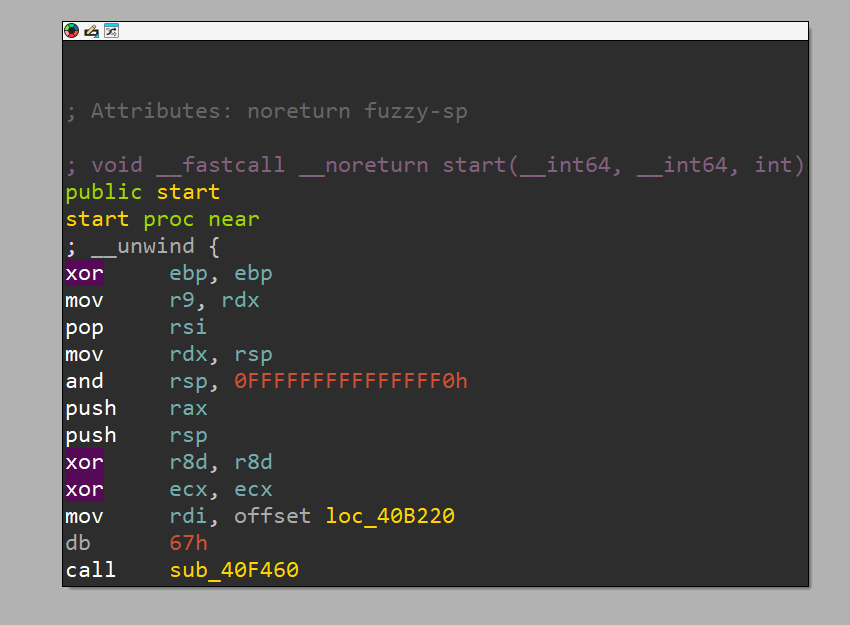 ; Attributes: noreturn fuzzy-sp
; void __fastcall __noreturn start(__int64, __int64, int)
public start
start proc near
; __unwind {
xor ebp, ebp
mov r9, rdx
pop rsi
mov rdx, rsp
and rsp, 0FFFFFFFFFFFFFFF0h
push rax
push rsp
xor r8d, r8d
xor ecx, ecx
mov rdi, offset loc_40B220
db 67h
call sub_40F460